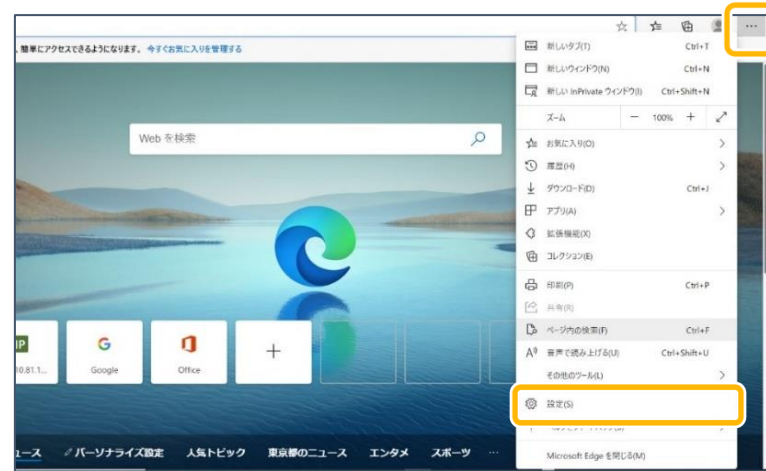 …
簡単にアクセスできるようになります。 今すぐお気に入りを管理する
新しいタブ(T) Ctrl+T
新しいウィンドウ(N) Ctrl+N
新しい InPrivate ウィンドウ(I) Ctrl+Shift+N
ズーム － 100% ＋
お気に入り(O)
履歴(H)
ダウンロード(D) Ctrl+J
アプリ(A)
拡張機能(X)
コレクション(E)
印刷(P) Ctrl+P
共有(R)
ページ内の検索(F) Ctrl+F
音声で読み上げる(U) Ctrl+Shift+U
その他のツール(L)
設定(S)
Microsoft Edge を閉じる(M)
Web を検索
10.81.1...
Google
Office
ュース パーソナライズ設定 人気トピック 東京都のニュース エンタメ スポーツ …